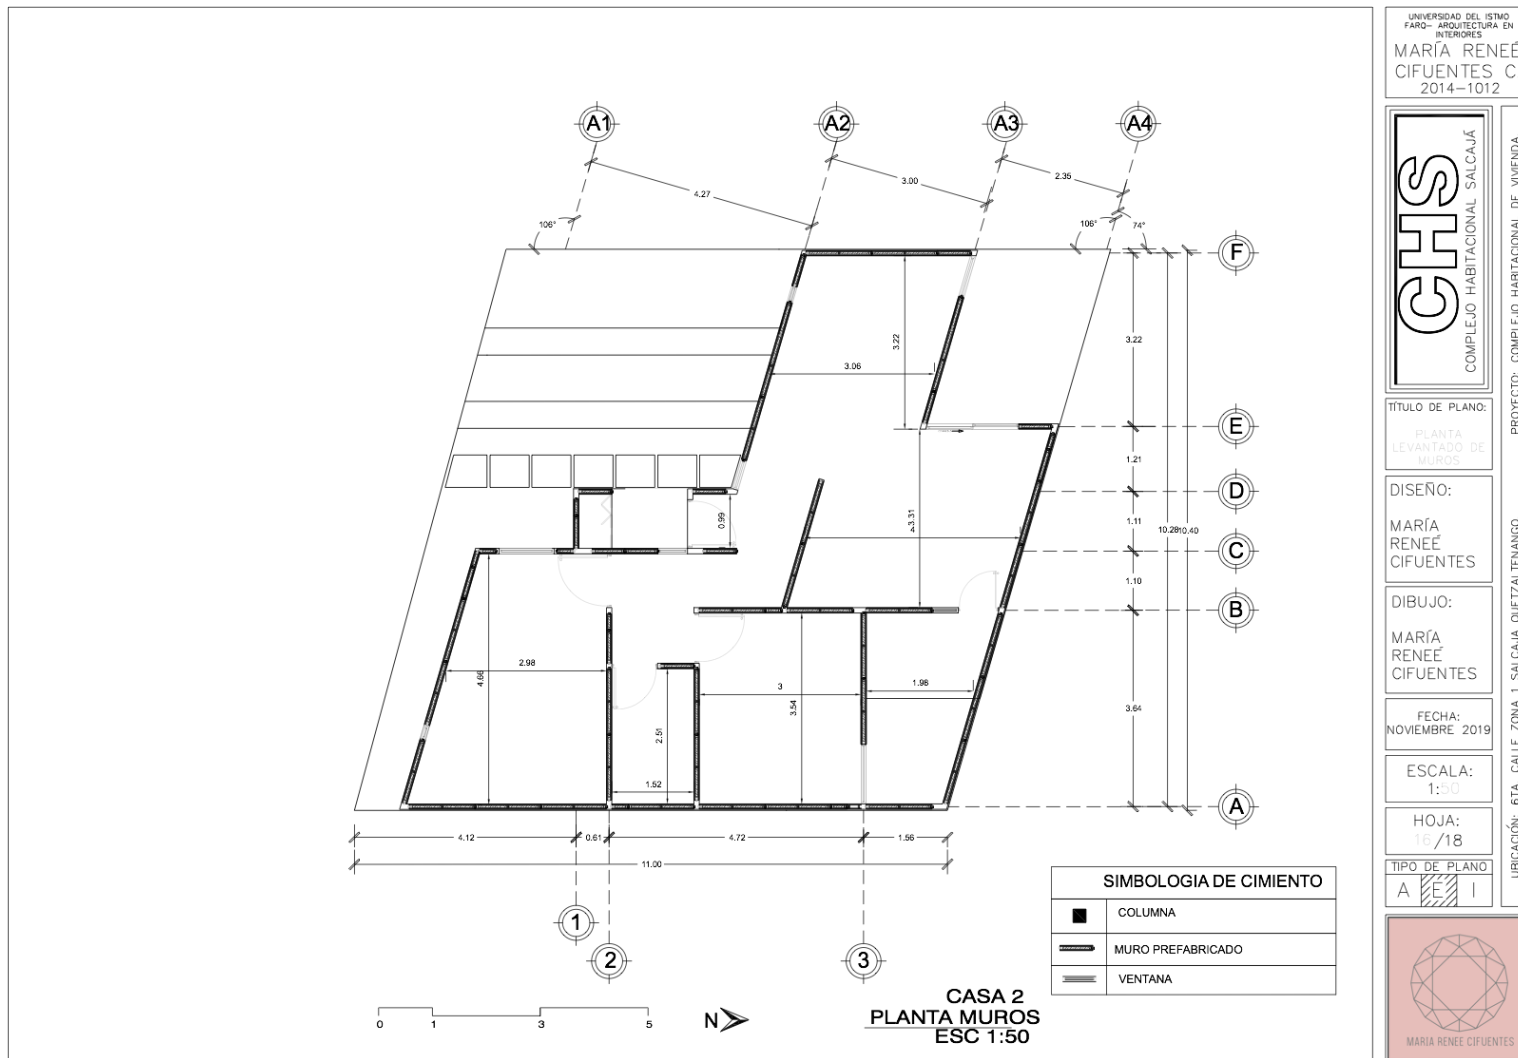 A1
A2
A3
A4
4.27
3.00
2.35
106°
106°
74°
F
3.22
3.06
3.22
E
1.21
D
0.99
3.31
1.11
10.28
10.40
C
1.10
B
2.98
4.66
3
3.54
1.98
3.64
2.51
1.52
A
4.12
0.61
4.72
1.56
11.00
1
2
3
0
1
3
5
N
CASA 2
PLANTA MUROS
ESC 1:50
SIMBOLOGIA DE CIMIENTO
COLUMNA
MURO PREFABRICADO
VENTANA
UNIVERSIDAD DEL ISTMO
FARQ- ARQUITECTURA EN
INTERIORES
MARÍA RENEÉ
CIFUENTES C
2014-1012
CHS
COMPLEJO HABITACIONAL SALCAJÁ
PROYECTO: COMPLEJO HABITACIONAL DE VIVIENDA
UBICACIÓN: 6TA CALLE ZONA 1 SALCAJA QUETZALTENANGO
TÍTULO DE PLANO:
PLANTA
LEVANTADO DE
MUROS
DISEÑO:
MARÍA
RENEÉ
CIFUENTES
DIBUJO:
MARÍA
RENEÉ
CIFUENTES
FECHA:
NOVIEMBRE 2019
ESCALA:
1:50
HOJA:
16/18
TIPO DE PLANO
A E I
MARIA RENEE CIFUENTES